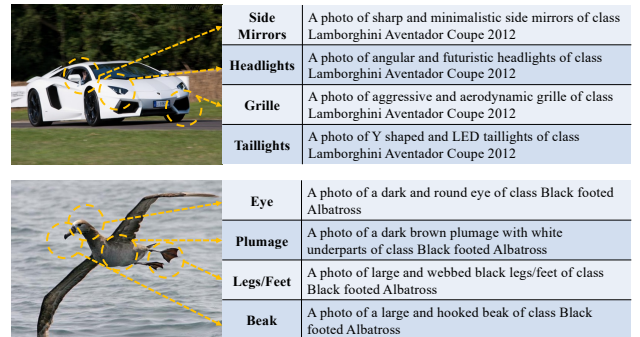 Side
Mirrors
A photo of sharp and minimalistic side mirrors of class
Lamborghini Aventador Coupe 2012
Headlights
A photo of angular and futuristic headlights of class
Lamborghini Aventador Coupe 2012
Grille
A photo of aggressive and aerodynamic grille of class
Lamborghini Aventador Coupe 2012
Taillights
A photo of Y shaped and LED taillights of class
Lamborghini Aventador Coupe 2012
Eye
A photo of a dark and round eye of class Black footed
Albatross
Plumage
A photo of a dark brown plumage with white
underparts of class Black footed Albatross
Legs/Feet
A photo of large and webbed black legs/feet of class
Black footed Albatross
Beak
A photo of a large and hooked beak of class Black
footed Albatross